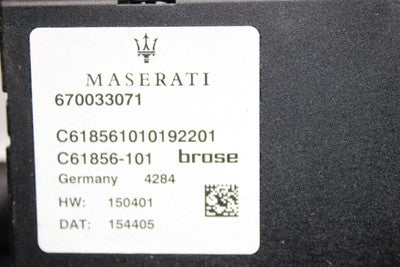 MASERATI
670033071
C618561010192201
C61856-101 brose
Germany 4284
HW: 150401
DAT: 154405